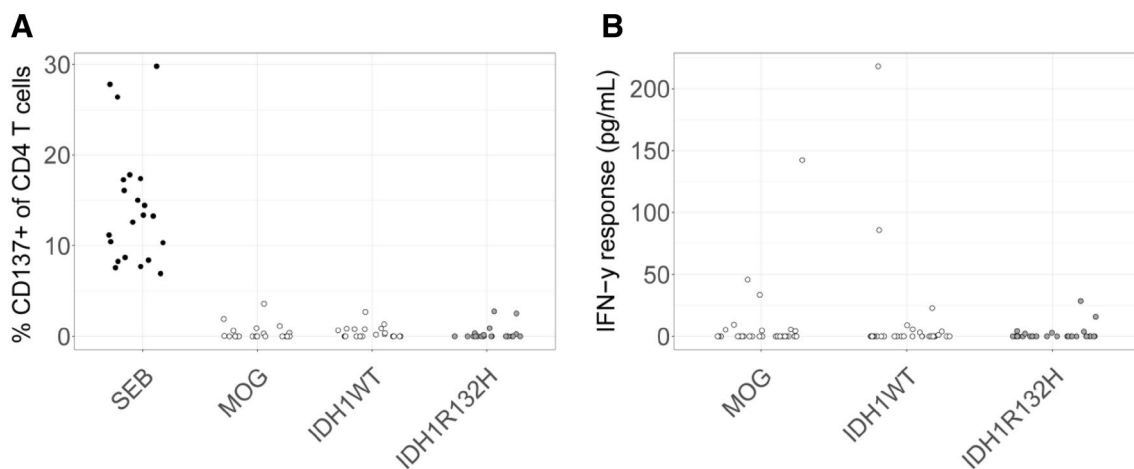 A
% CD137+ of CD4 T cells
30
20
10
0
SEB
MOG
IDH1WT
IDH1R132H
B
IFN−y response (pg/mL)
200
150
100
50
0
MOG
IDH1WT
IDH1R132H